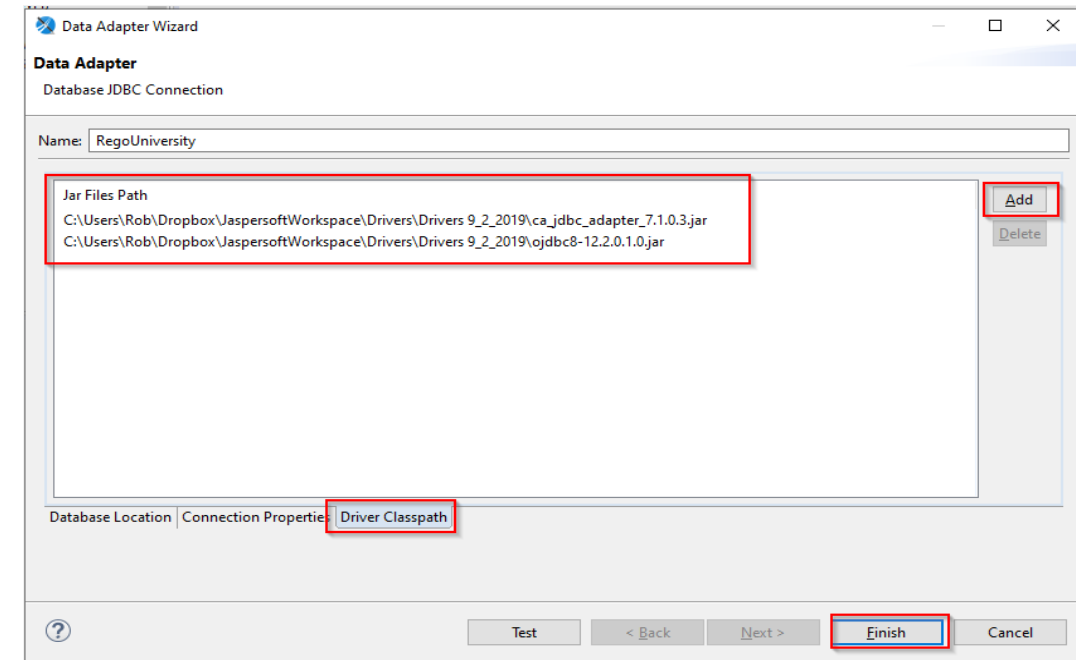 Data Adapter Wizard
Data Adapter
Database JDBC Connection
Name: RegoUniversity
Jar Files Path
Add
C:\Users\Rob\Dropbox\JaspersoftWorkspace\Drivers\Drivers 9_2_2019\ca_jdbc_adapter_7.1.0.3.jar
C:\Users\Rob\Dropbox\JaspersoftWorkspace\Drivers\Drivers 9_2_2019\ojdbc8-12.2.0.1.0.jar
Delete
Database Location Connection Properties Driver Classpath
? Test < Back Next > Finish Cancel